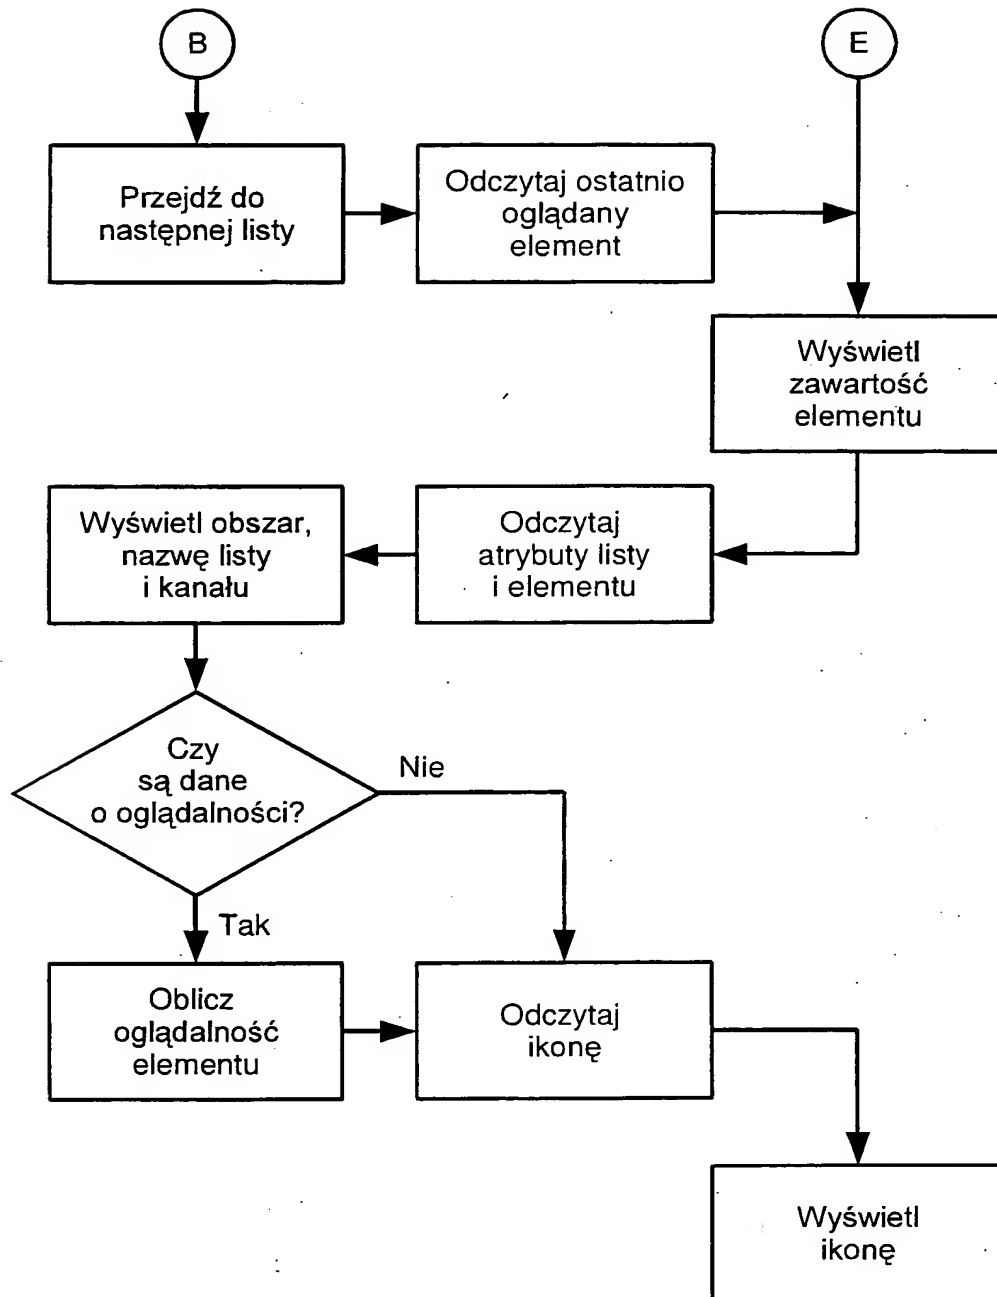 B
E
Przejdź do
następnej listy
Odczytaj ostatnio
oglądany
element
Wyświetl
zawartość
elementu
Wyświetl obszar,
nazwę listy
i kanału
Odczytaj
atrybuty listy
i elementu
Czy
są dane
o oglądalności?
Nie
Tak
Oblicz
oglądalność
elementu
Odczytaj
ikonę
Wyświetl
ikonę